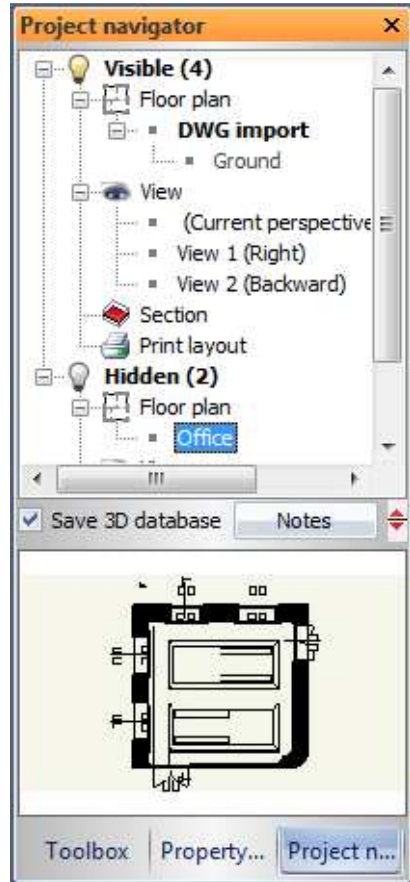 Project navigator
Visible (4)
Floor plan
DWG import
Ground
View
(Current perspective
View 1 (Right)
View 2 (Backward)
Section
Print layout
Hidden (2)
Floor plan
Office
Save 3D database Notes
Toolbox Property... Project n...